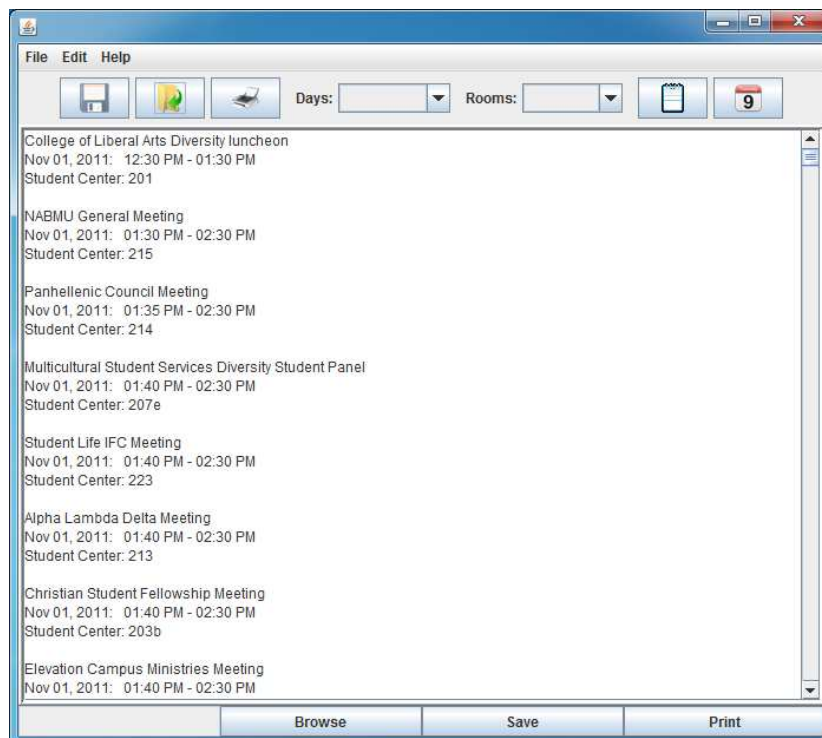 File Edit Help
Days: Rooms: 9
College of Liberal Arts Diversity luncheon
Nov 01, 2011: 12:30 PM - 01:30 PM
Student Center: 201
NABMU General Meeting
Nov 01, 2011: 01:30 PM - 02:30 PM
Student Center: 215
Panhellenic Council Meeting
Nov 01, 2011: 01:35 PM - 02:30 PM
Student Center: 214
Multicultural Student Services Diversity Student Panel
Nov 01, 2011: 01:40 PM - 02:30 PM
Student Center: 207e
Student Life IFC Meeting
Nov 01, 2011: 01:40 PM - 02:30 PM
Student Center: 223
Alpha Lambda Delta Meeting
Nov 01, 2011: 01:40 PM - 02:30 PM
Student Center: 213
Christian Student Fellowship Meeting
Nov 01, 2011: 01:40 PM - 02:30 PM
Student Center: 203b
Elevation Campus Ministries Meeting
Nov 01, 2011: 01:40 PM - 02:30 PM
Browse Save Print